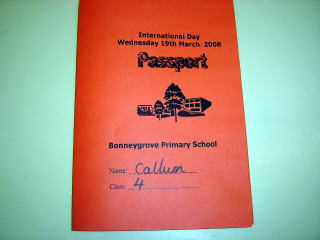 International Day
Wednesday 19th March 2008
Passport
Bonneygrove Primary School
Name: Callum
Class: 4